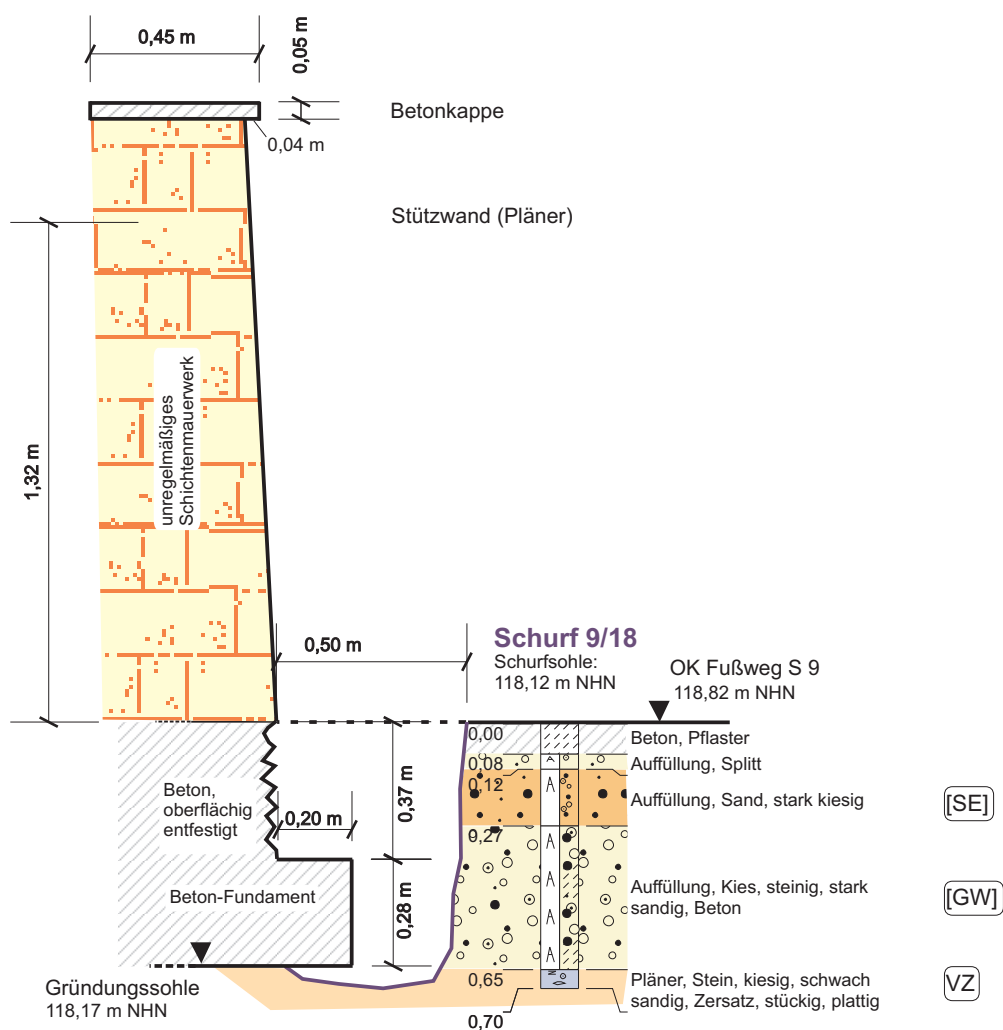 0,45 m
0,05 m
Betonkappe
0,04 m
Stützwand (Pläner)
1,32 m
unregelmäßiges
Schichtenmauerwerk
0,50 m
Schurf 9/18
Schurfsohle:
118,12 m NHN
OK Fußweg S 9
118,82 m NHN
0,00
Beton, Pflaster
0,08
Auffüllung, Splitt
0,12
Auffüllung, Sand, stark kiesig
[SE]
Beton,
oberflächig
entfestigt
0,20 m
0,37 m
0,27
Auffüllung, Kies, steinig, stark
sandig, Beton
[GW]
Beton-Fundament
0,28 m
Gründungssohle
118,17 m NHN
0,65
Pläner, Stein, kiesig, schwach
sandig, Zersatz, stückig, plattig
VZ
0,70